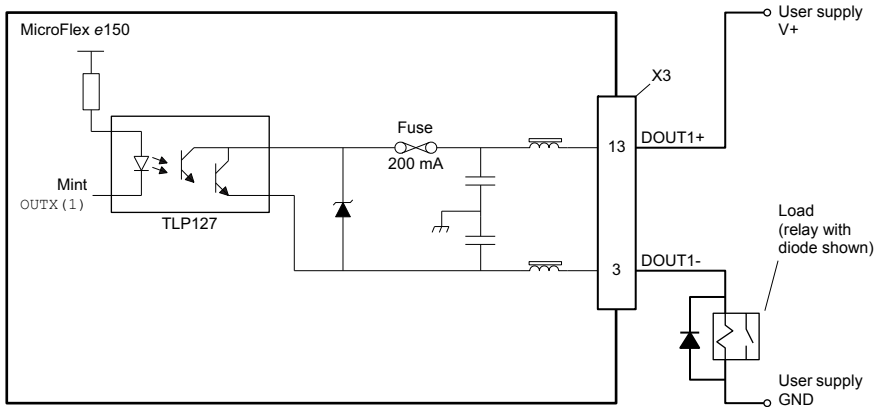 MicroFlex e150
User supply
V+
X3
Fuse
200 mA
13
DOUT1+
Mint
OUTX(1)
TLP127
Load
(relay with
diode shown)
3
DOUT1-
User supply
GND